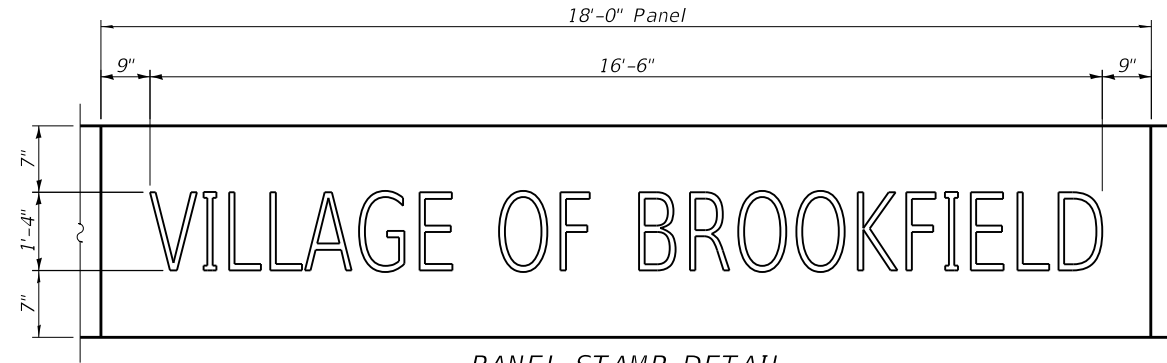 18'-0" Panel
9" 16'-6" 9"
7"
1'-4"
7"
VILLAGE OF BROOKFIELD
PANEL STAMP DETAIL